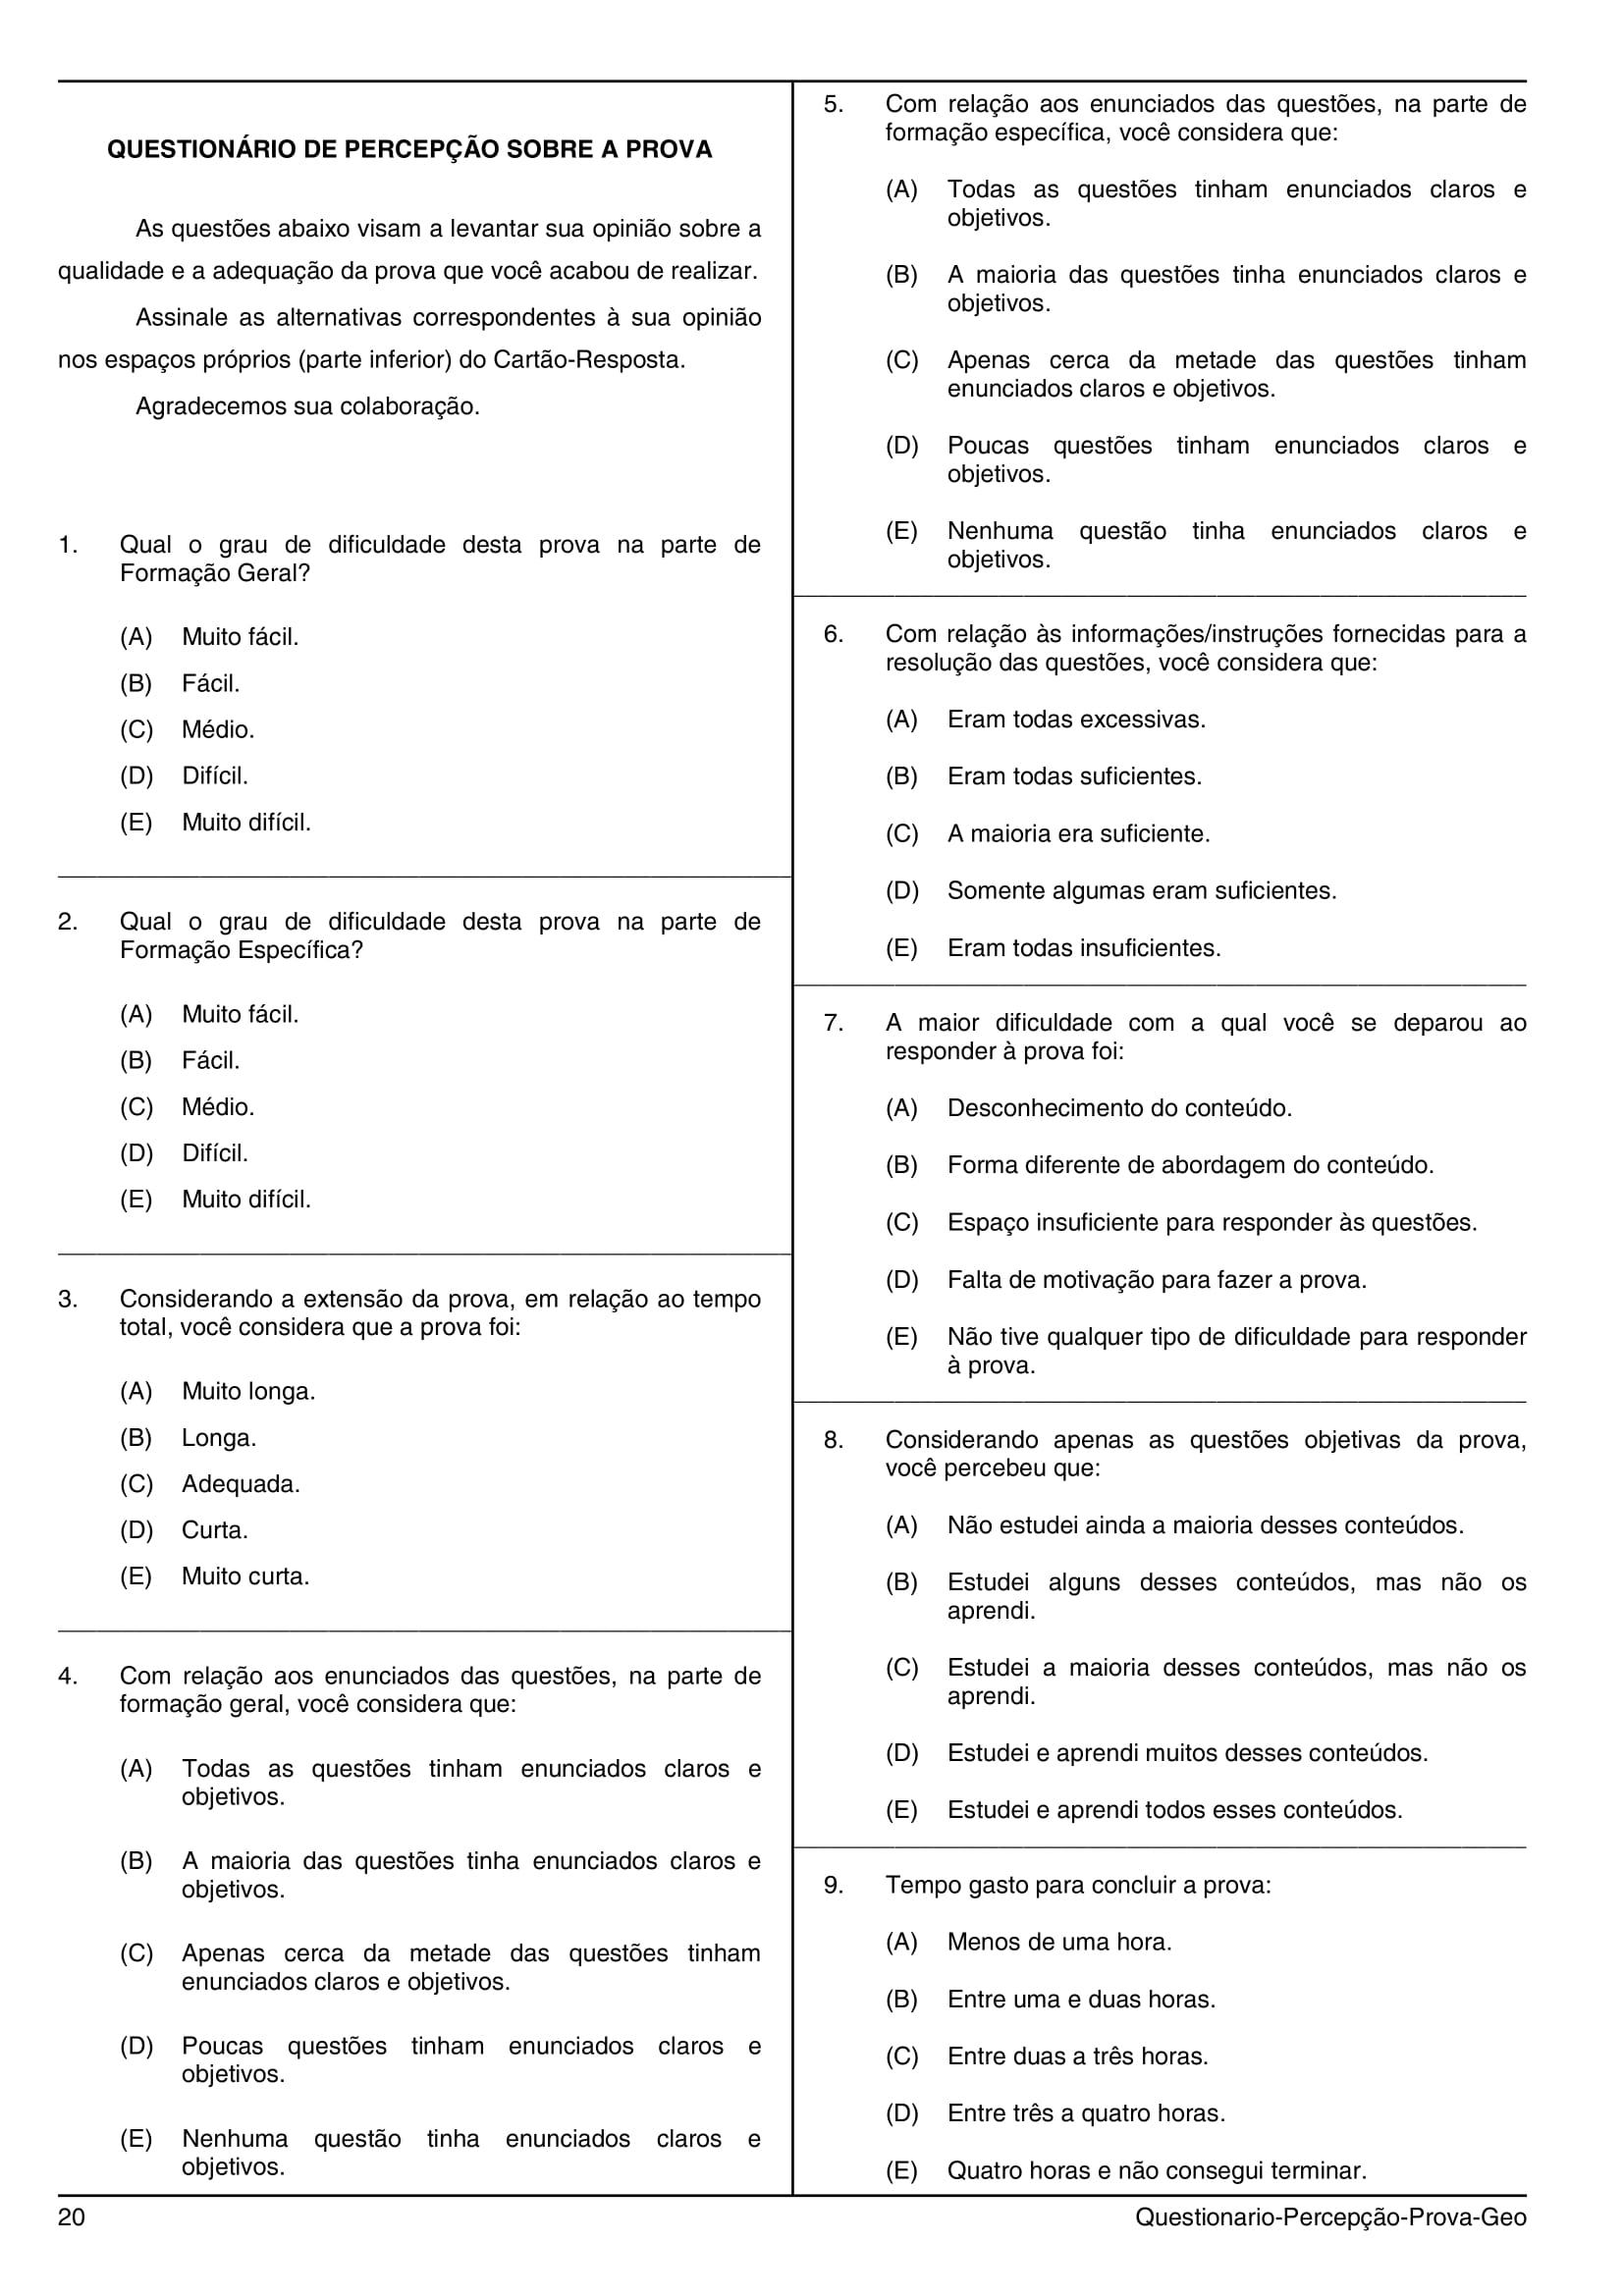 QUESTIONÁRIO DE PERCEPÇÃO SOBRE A PROVA
As questões abaixo visam a levantar sua opinião sobre a
qualidade e a adequação da prova que você acabou de realizar.
Assinale as alternativas correspondentes à sua opinião
nos espaços próprios (parte inferior) do Cartão-Resposta.
Agradecemos sua colaboração.
1. Qual o grau de dificuldade desta prova na parte de
Formação Geral?
(A) Muito fácil.
(B) Fácil.
(C) Médio.
(D) Difícil.
(E) Muito difícil.
2. Qual o grau de dificuldade desta prova na parte de
Formação Específica?
(A) Muito fácil.
(B) Fácil.
(C) Médio.
(D) Difícil.
(E) Muito difícil.
3. Considerando a extensão da prova, em relação ao tempo
total, você considera que a prova foi:
(A) Muito longa.
(B) Longa.
(C) Adequada.
(D) Curta.
(E) Muito curta.
4. Com relação aos enunciados das questões, na parte de
formação geral, você considera que:
(A) Todas as questões tinham enunciados claros e
objetivos.
(B) A maioria das questões tinha enunciados claros e
objetivos.
(C) Apenas cerca da metade das questões tinham
enunciados claros e objetivos.
(D) Poucas questões tinham enunciados claros e
objetivos.
(E) Nenhuma questão tinha enunciados claros e
objetivos.
5. Com relação aos enunciados das questões, na parte de
formação específica, você considera que:
(A) Todas as questões tinham enunciados claros e
objetivos.
(B) A maioria das questões tinha enunciados claros e
objetivos.
(C) Apenas cerca da metade das questões tinham
enunciados claros e objetivos.
(D) Poucas questões tinham enunciados claros e
objetivos.
(E) Nenhuma questão tinha enunciados claros e
objetivos.
6. Com relação às informações/instruções fornecidas para a
resolução das questões, você considera que:
(A) Eram todas excessivas.
(B) Eram todas suficientes.
(C) A maioria era suficiente.
(D) Somente algumas eram suficientes.
(E) Eram todas insuficientes.
7. A maior dificuldade com a qual você se deparou ao
responder à prova foi:
(A) Desconhecimento do conteúdo.
(B) Forma diferente de abordagem do conteúdo.
(C) Espaço insuficiente para responder às questões.
(D) Falta de motivação para fazer a prova.
(E) Não tive qualquer tipo de dificuldade para responder
à prova.
8. Considerando apenas as questões objetivas da prova,
você percebeu que:
(A) Não estudei ainda a maioria desses conteúdos.
(B) Estudei alguns desses conteúdos, mas não os
aprendi.
(C) Estudei a maioria desses conteúdos, mas não os
aprendi.
(D) Estudei e aprendi muitos desses conteúdos.
(E) Estudei e aprendi todos esses conteúdos.
9. Tempo gasto para concluir a prova:
(A) Menos de uma hora.
(B) Entre uma e duas horas.
(C) Entre duas a três horas.
(D) Entre três a quatro horas.
(E) Quatro horas e não consegui terminar.
20 Questionario-Percepção-Prova-Geo